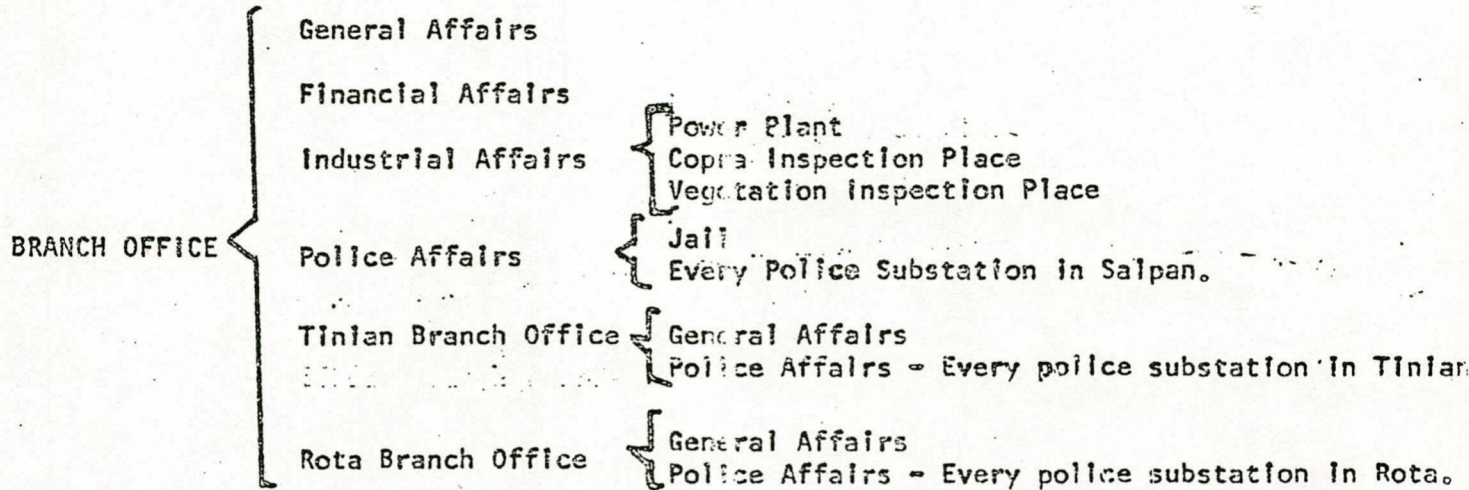 General Affairs
Financial Affairs
Industrial Affairs
Power Plant
Copra Inspection Place
Vegetation Inspection Place
BRANCH OFFICE
Police Affairs
Jail
Every Police Substation in Saipan.
Tinian Branch Office
General Affairs
Police Affairs - Every police substation in Tinian
Rota Branch Office
General Affairs
Police Affairs - Every police substation in Rota.